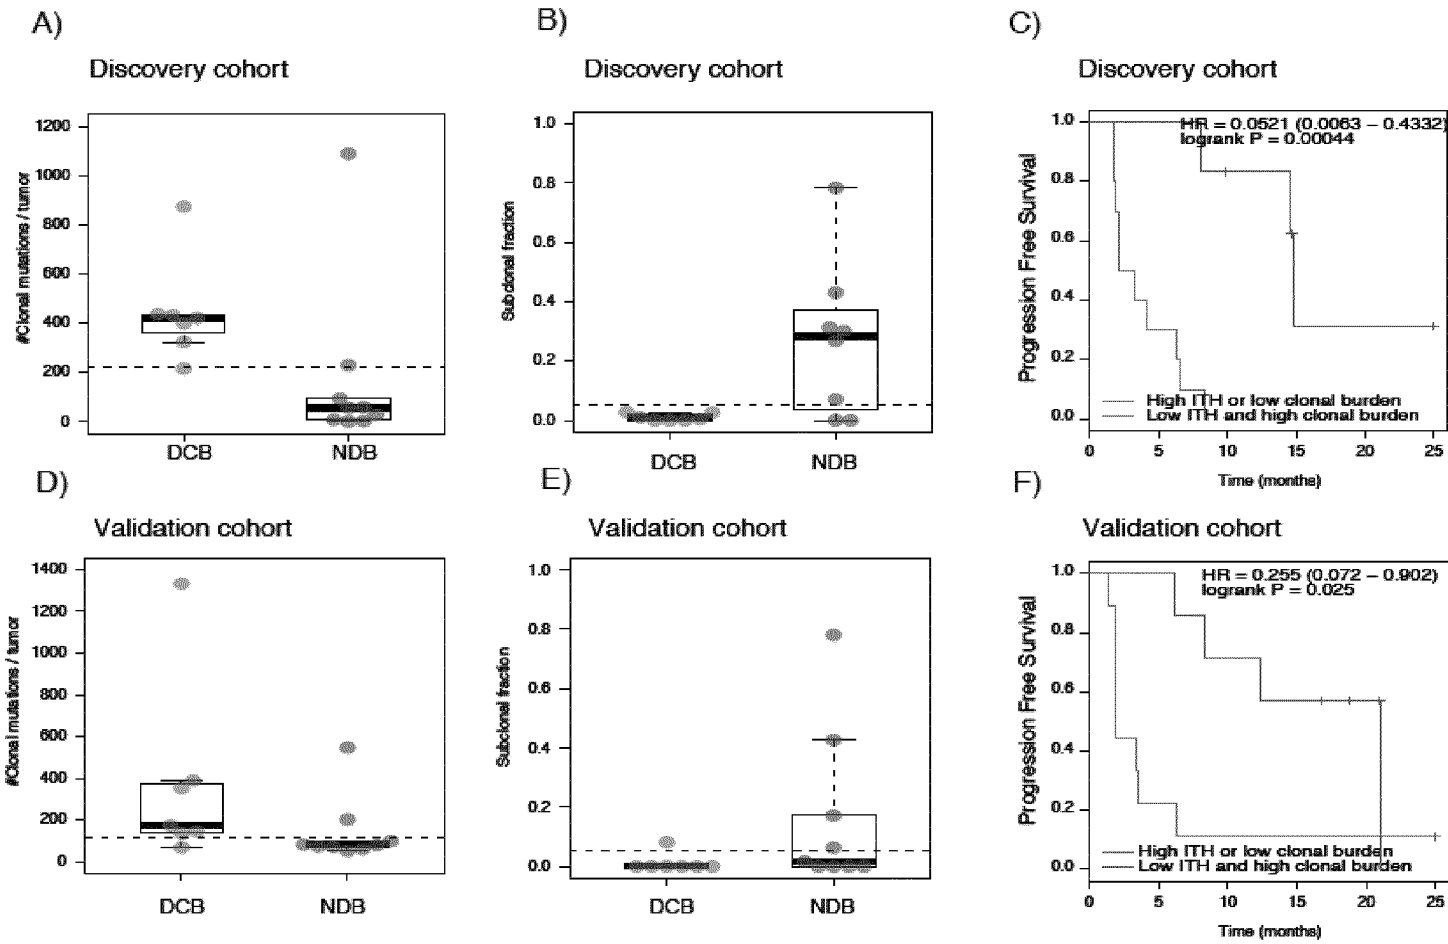 A)
Discovery cohort
#Clonal mutations / tumor
1200
1000
800
600
400
200
0
DCB NDB
B)
Discovery cohort
Subclonal fraction
1.0
0.8
0.6
0.4
0.2
0.0
DCB NDB
C)
Discovery cohort
Progression Free Survival
HR = 0.0521 (0.0063 – 0.4332)
logrank P = 0.00044
1.0
0.8
0.6
0.4
0.2
0.0
High ITH or low clonal burden
Low ITH and high clonal burden
0 5 10 15 20 25
Time (months)
D)
Validation cohort
#Clonal mutations / tumor
1400
1200
1000
800
600
400
200
0
DCB NDB
E)
Validation cohort
Subclonal fraction
1.0
0.8
0.6
0.4
0.2
0.0
DCB NDB
F)
Validation cohort
Progression Free Survival
HR = 0.255 (0.072 – 0.902)
logrank P = 0.025
1.0
0.8
0.6
0.4
0.2
0.0
High ITH or low clonal burden
Low ITH and high clonal burden
0 5 10 15 20 25
Time (months)